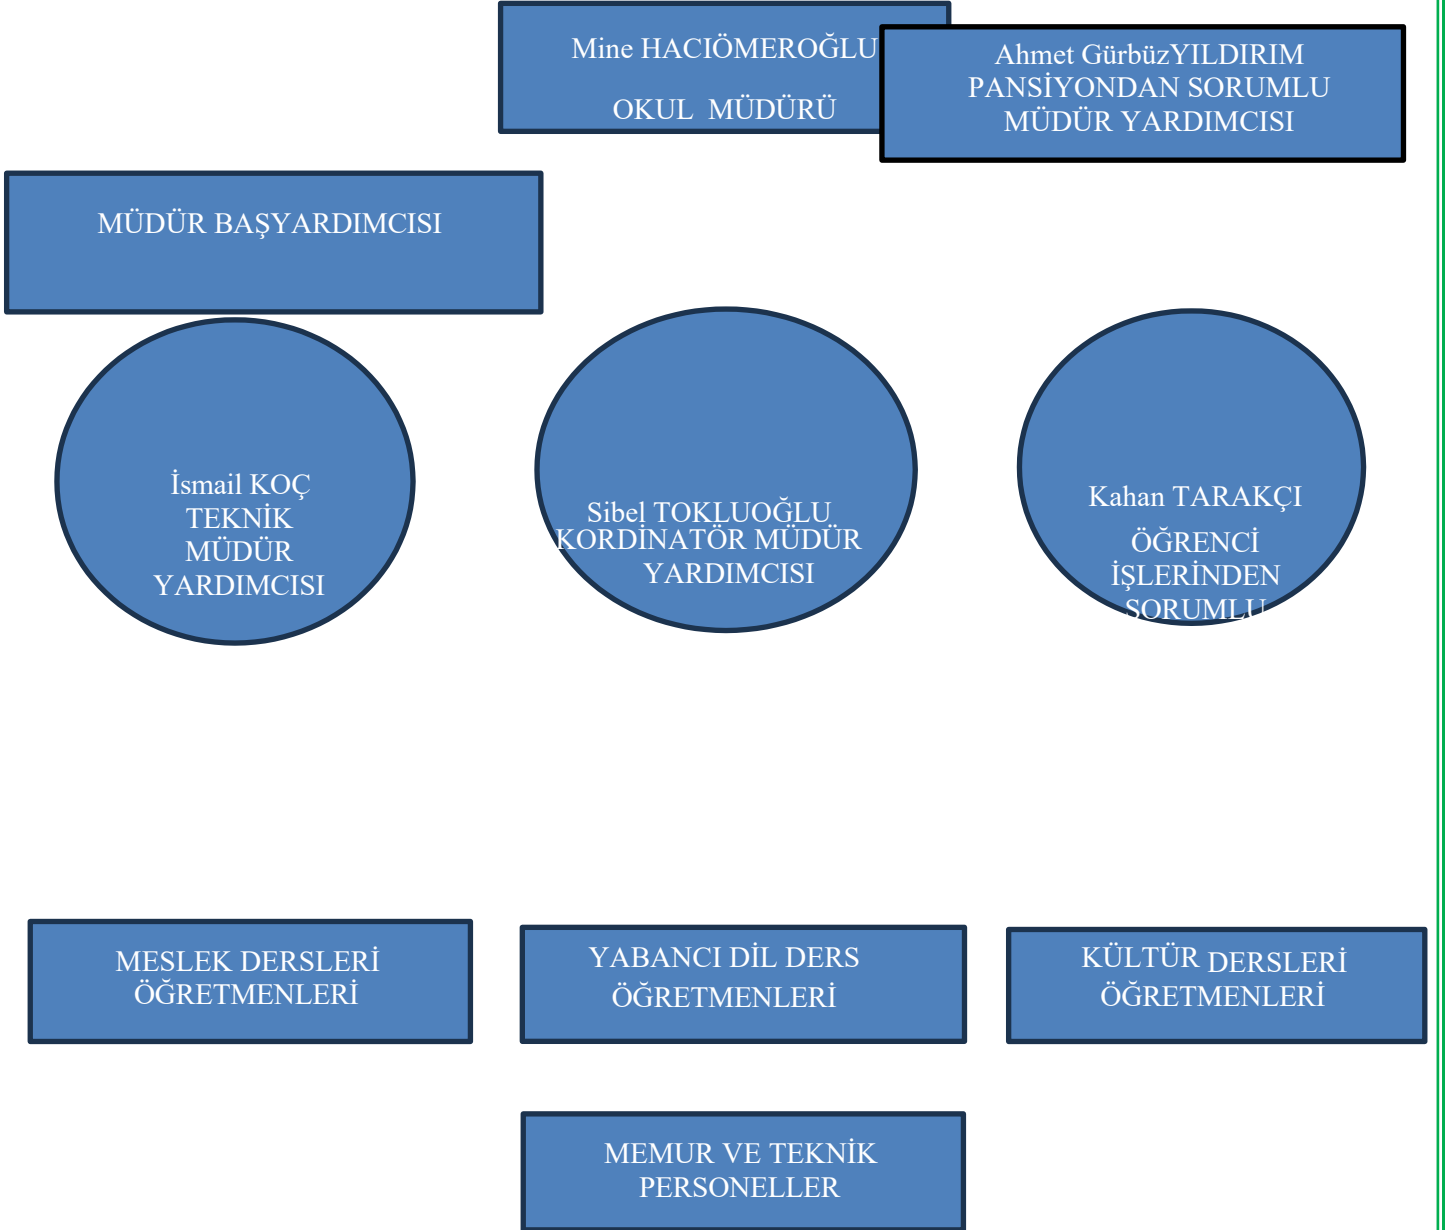 Mine HACIÖMEROĞLU
OKUL MÜDÜRÜ
Ahmet GürbüzYILDIRIM
PANSİYONDAN SORUMLU
MÜDÜR YARDIMCISI
MÜDÜR BAŞYARDIMCISI
İsmail KOÇ
TEKNİK
MÜDÜR
YARDIMCISI
Sibel TOKLUOĞLU
KORDİNATÖR MÜDÜR
YARDIMCISI
Kahan TARAKÇI
ÖĞRENCİ
İŞLERİNDEN
SORUMLU
MESLEK DERSLERİ
ÖĞRETMENLERİ
YABANCI DİL DERS
ÖĞRETMENLERİ
KÜLTÜR DERSLERİ
ÖĞRETMENLERİ
MEMUR VE TEKNİK
PERSONELLER